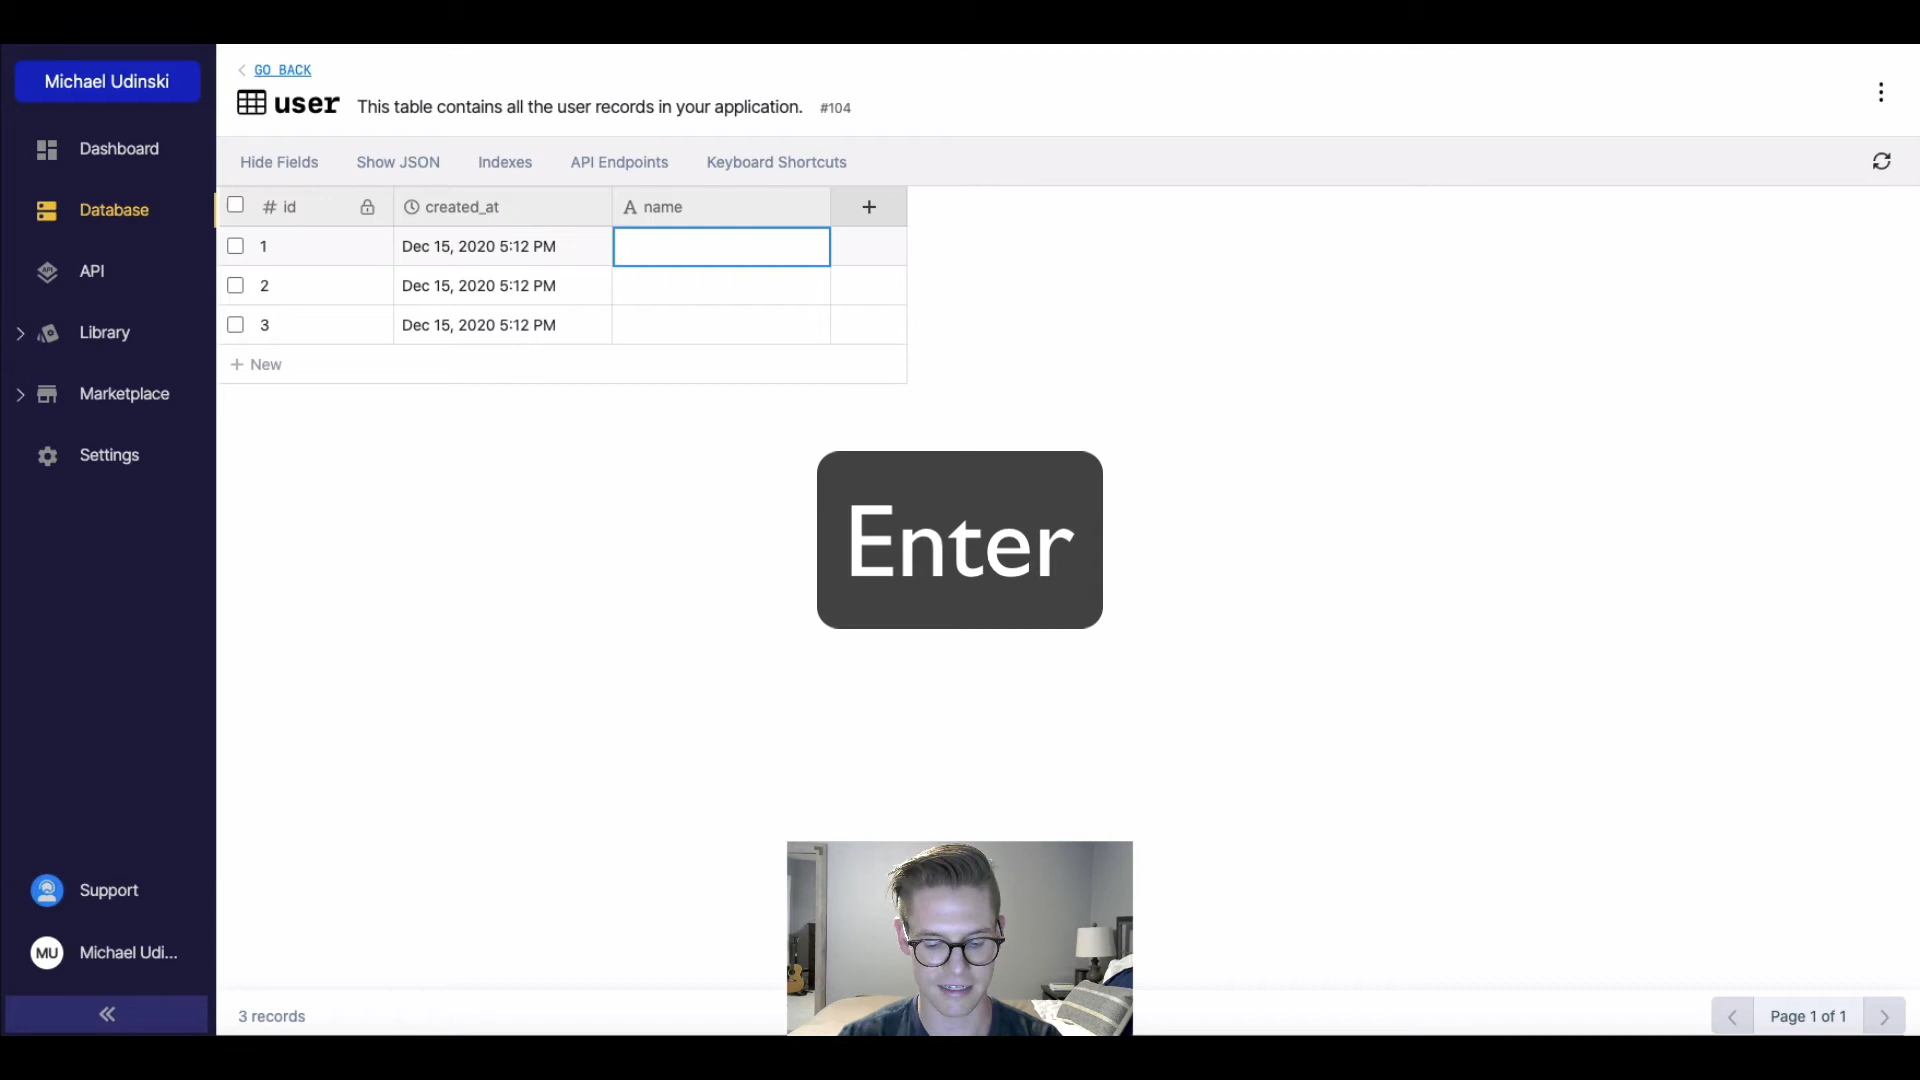 Michael Udinski
Dashboard
Database
API
Library
Marketplace
Settings
Support
MU Michael Udi...
GO BACK
user This table contains all the user records in your application. #104
Hide Fields Show JSON Indexes API Endpoints Keyboard Shortcuts
# id created_at A name +
1 Dec 15, 2020 5:12 PM
2 Dec 15, 2020 5:12 PM
3 Dec 15, 2020 5:12 PM
+ New
Enter
3 records
Page 1 of 1